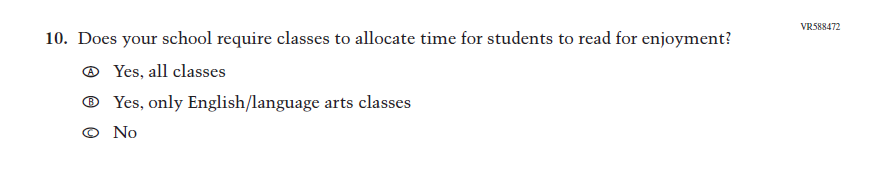 VR588472
10. Does your school require classes to allocate time for students to read for enjoyment?
Ⓐ Yes, all classes
Ⓑ Yes, only English/language arts classes
Ⓒ No